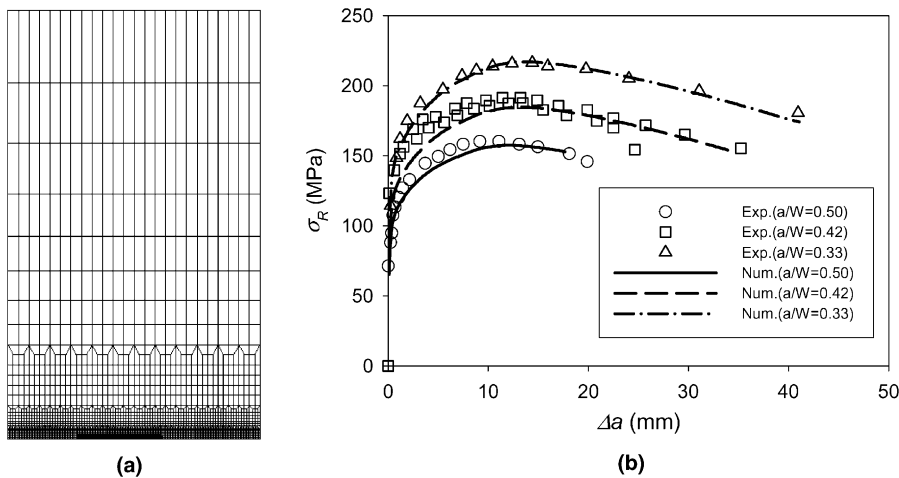 250
200
150
100
50
0
σR (MPa)
Exp.(a/W=0.50)
Exp.(a/W=0.42)
Exp.(a/W=0.33)
Num.(a/W=0.50)
Num.(a/W=0.42)
Num.(a/W=0.33)
0 10 20 30 40 50
Δa (mm)
(a)
(b)